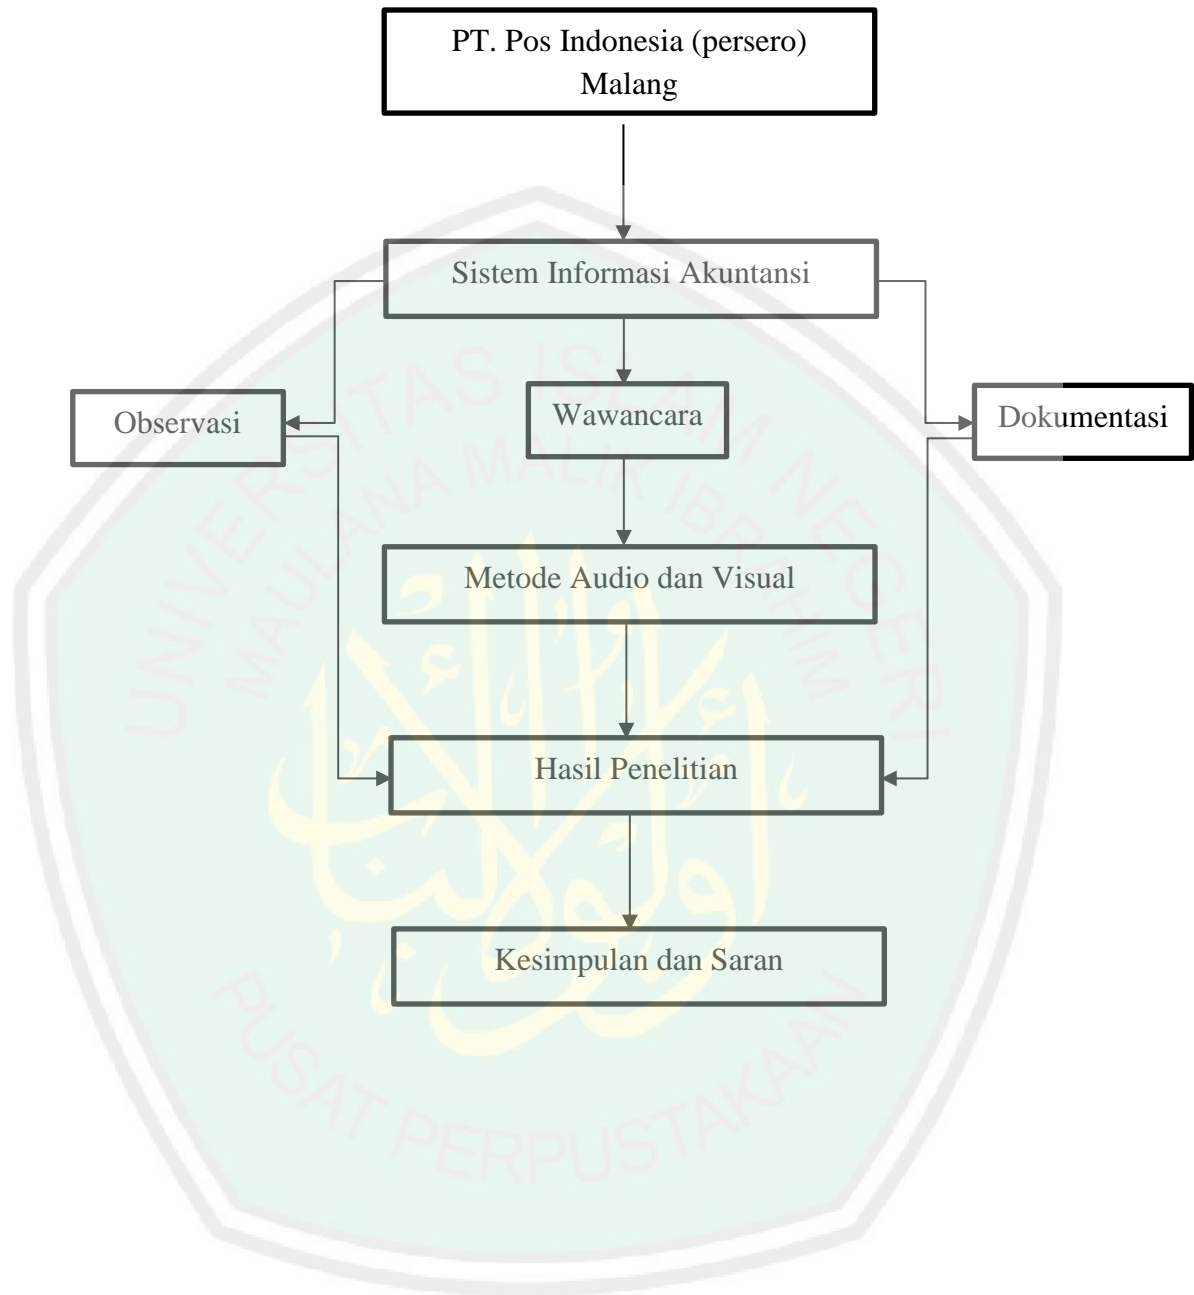 PT. Pos Indonesia (persero)
Malang
Sistem Informasi Akuntansi
Observasi
Wawancara
Dokumentasi
Metode Audio dan Visual
Hasil Penelitian
Kesimpulan dan Saran
UNIVERSITAS ISLAM NEGERI
MAULANA MALIK IBRAHIM
PUSAT PERPUSTAKAAN